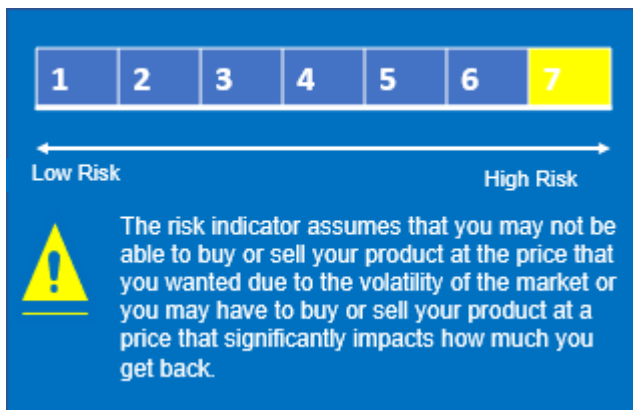 1 2 3 4 5 6 7
Low Risk High Risk
!
The risk indicator assumes that you may not be
able to buy or sell your product at the price that
you wanted due to the volatility of the market or
you may have to buy or sell your product at a
price that significantly impacts how much you
get back.